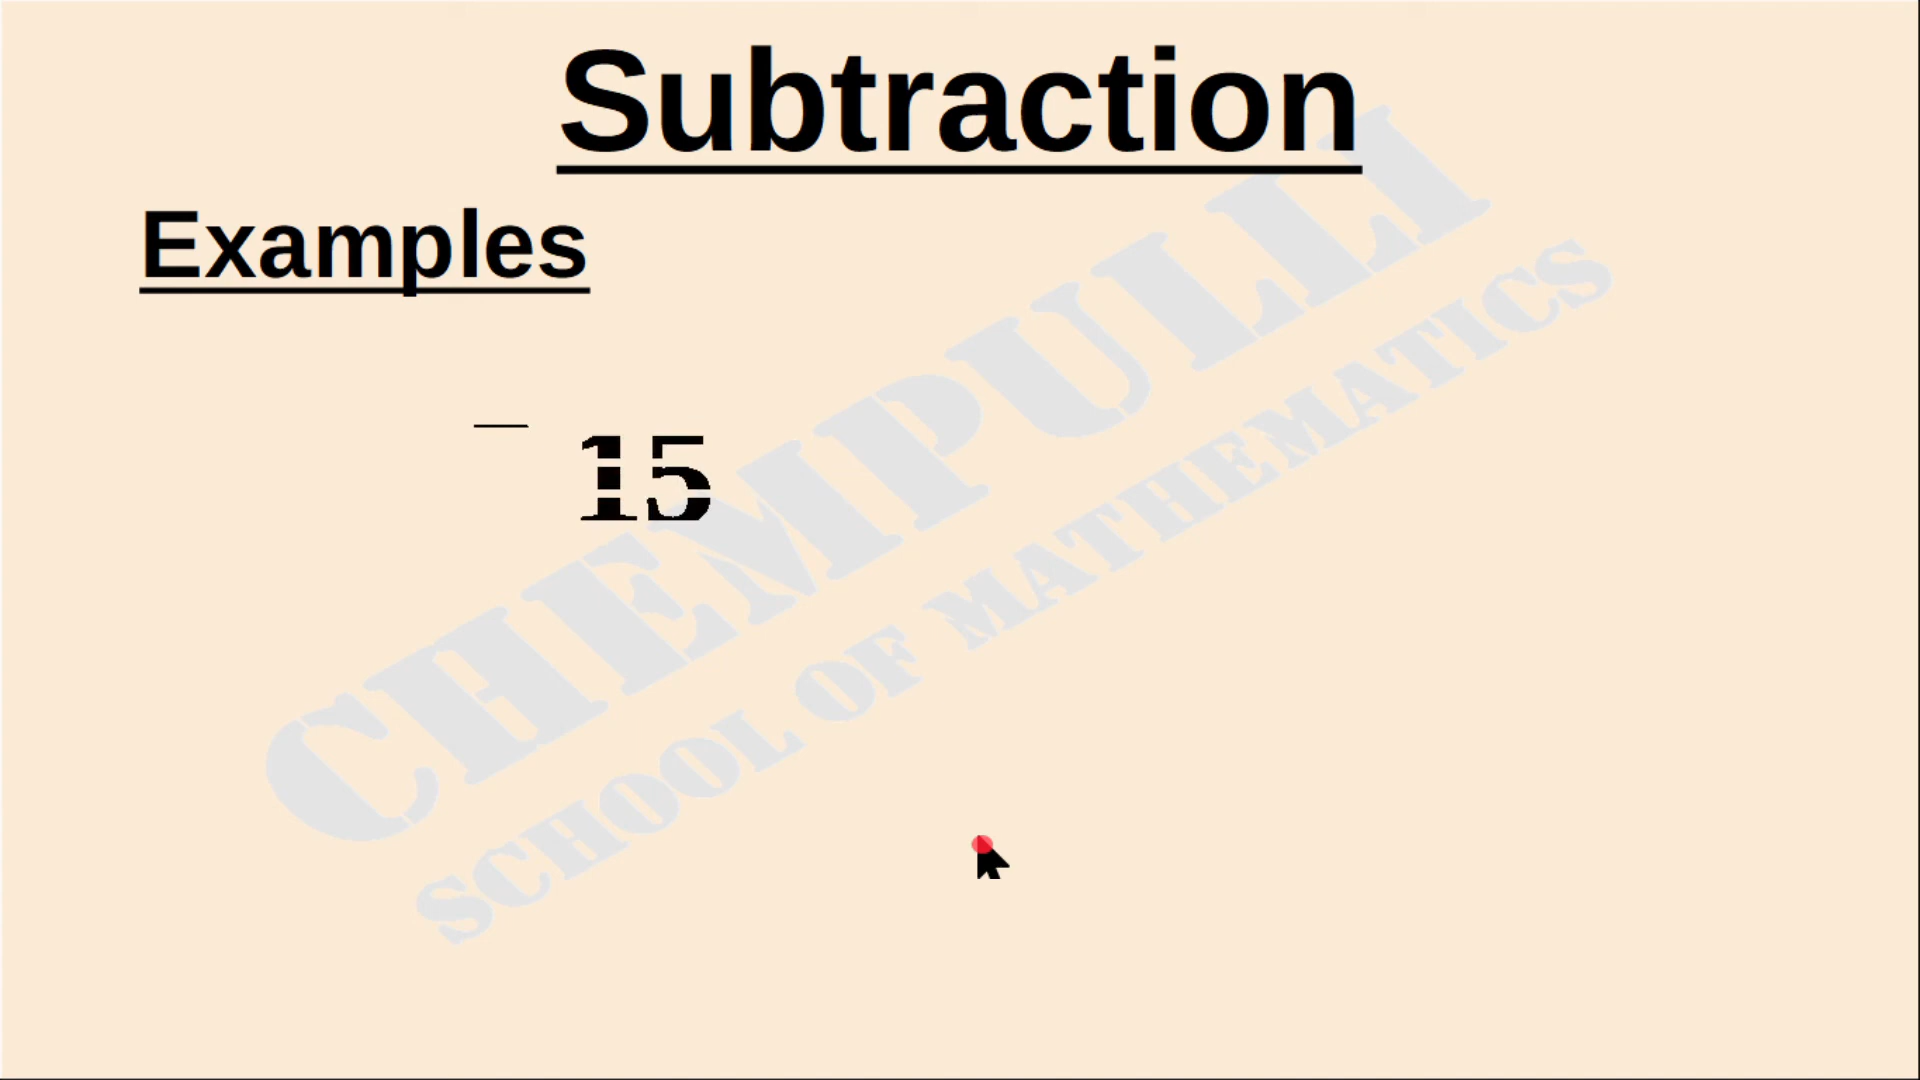 Subtraction
Examples
15
CHEMPULLI
SCHOOL OF MATHEMATICS